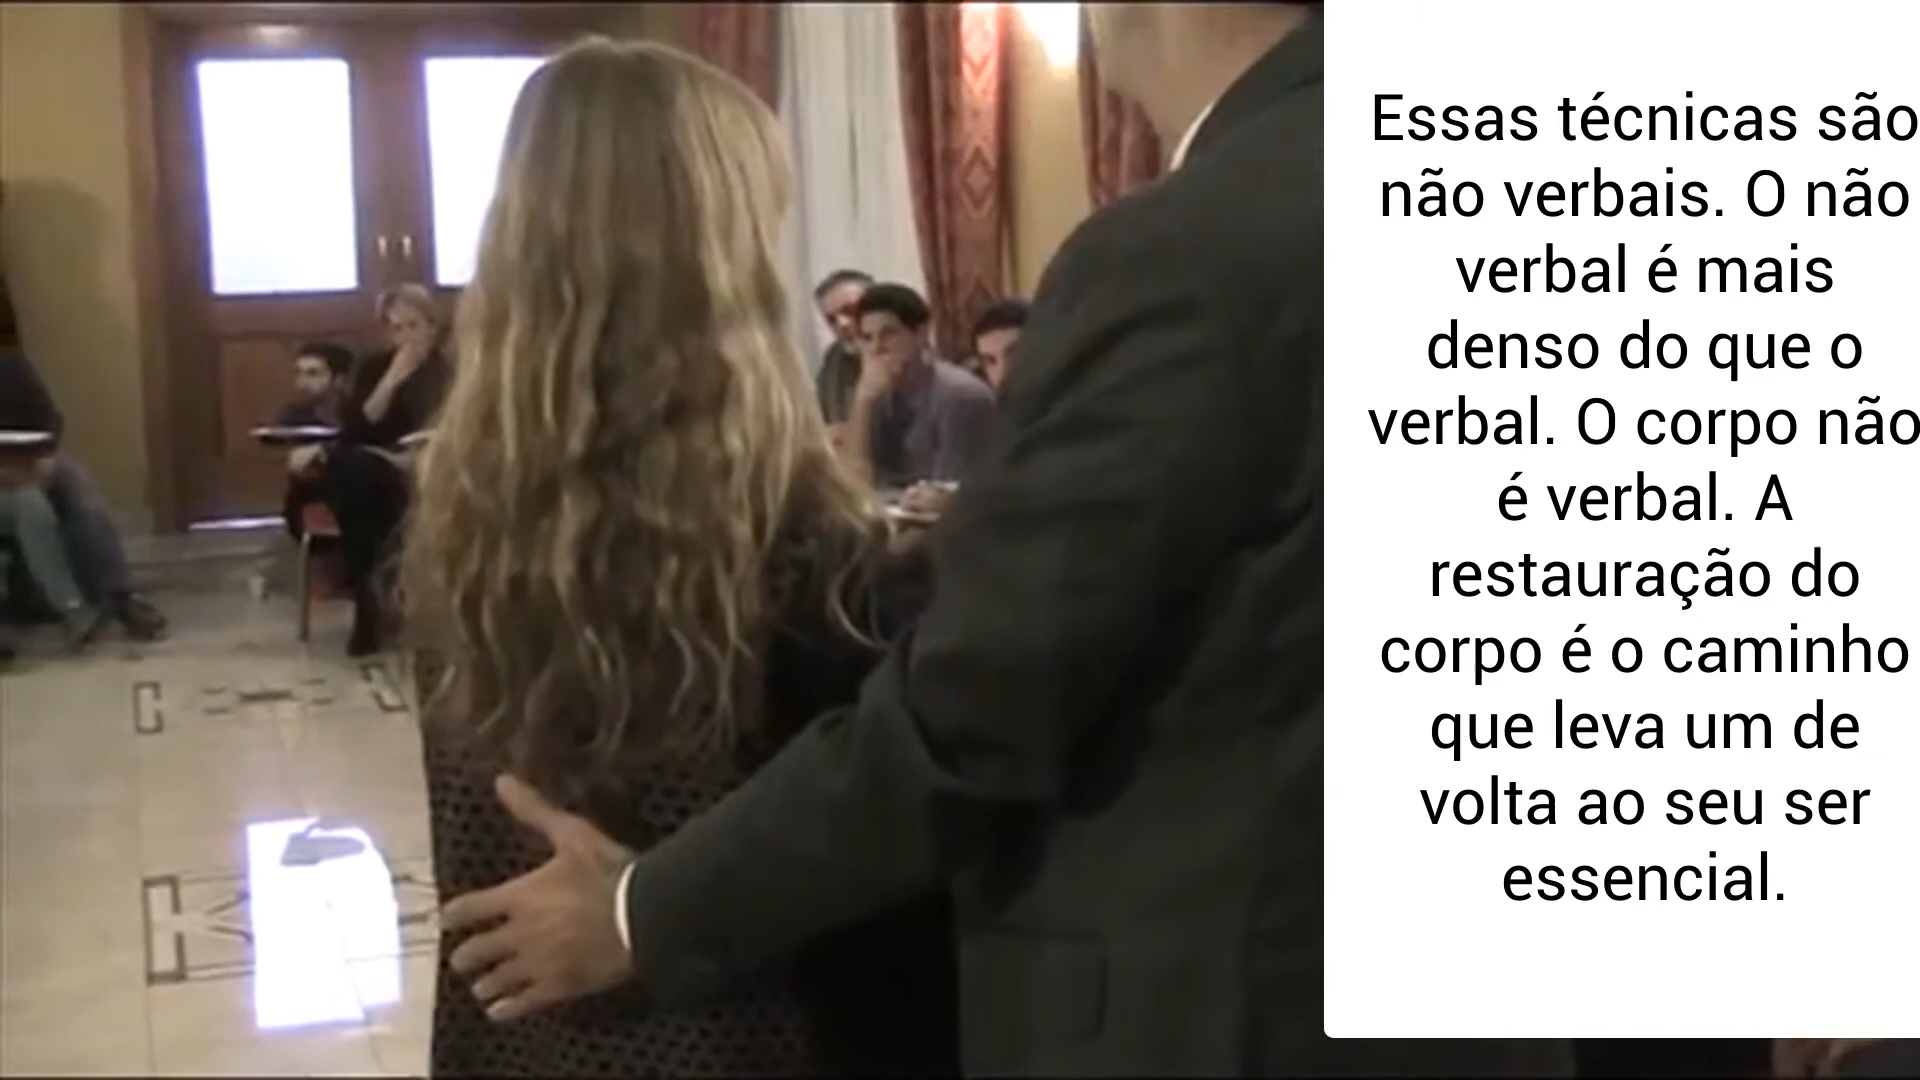 Essas técnicas são
não verbais. O não
verbal é mais
denso do que o
verbal. O corpo não
é verbal. A
restauração do
corpo é o caminho
que leva um de
volta ao seu ser
essencial.